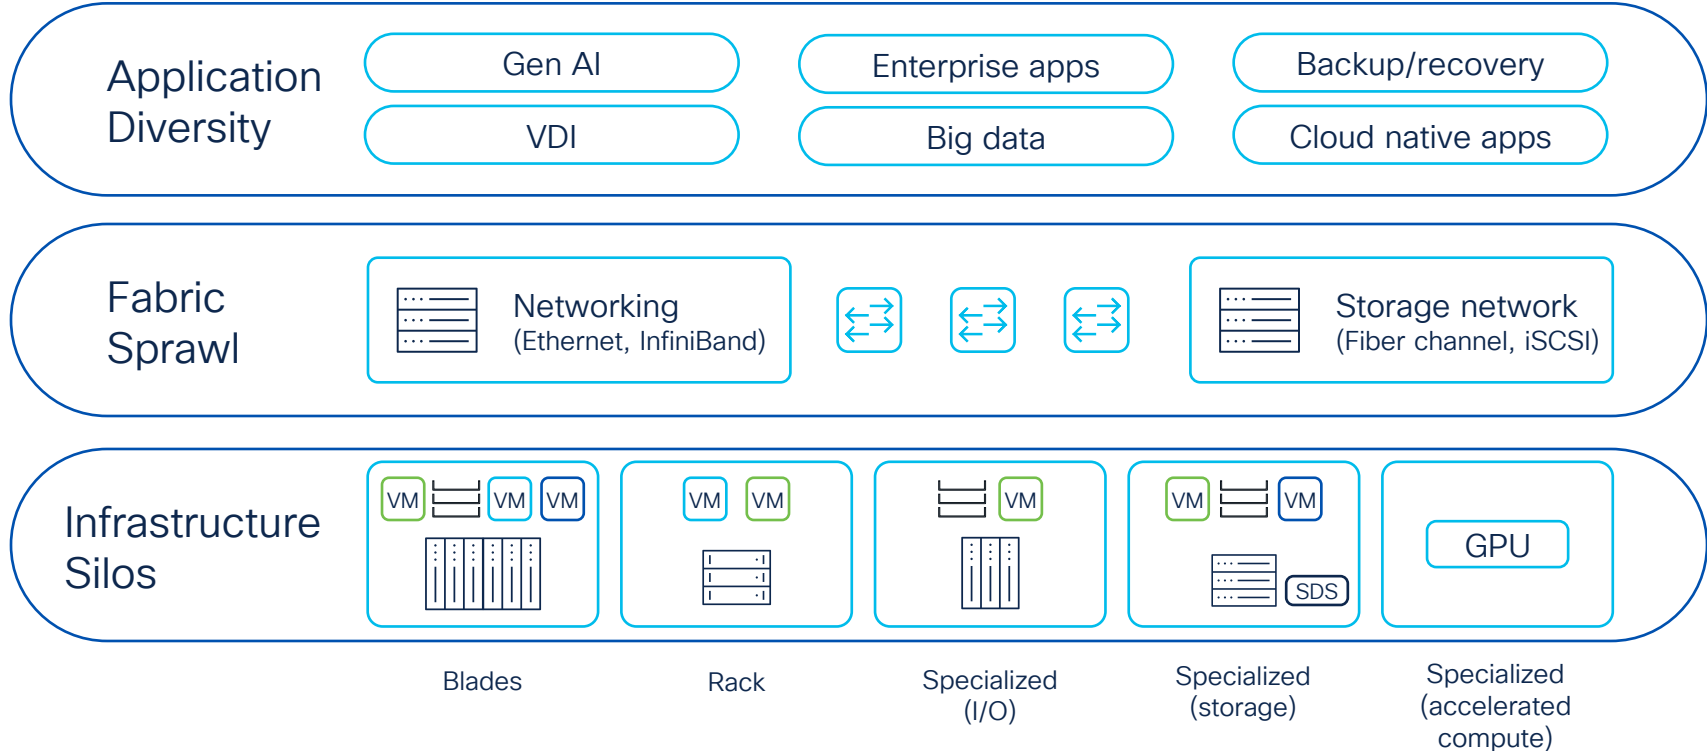 Application
Diversity
Gen AI
Enterprise apps
Backup/recovery
VDI
Big data
Cloud native apps
Fabric
Sprawl
Networking
(Ethernet, InfiniBand)
Storage network
(Fiber channel, iSCSI)
Infrastructure
Silos
VM
VM
VM
VM
VM
VM
VM
VM
SDS
GPU
Blades
Rack
Specialized
(I/O)
Specialized
(storage)
Specialized
(accelerated
compute)